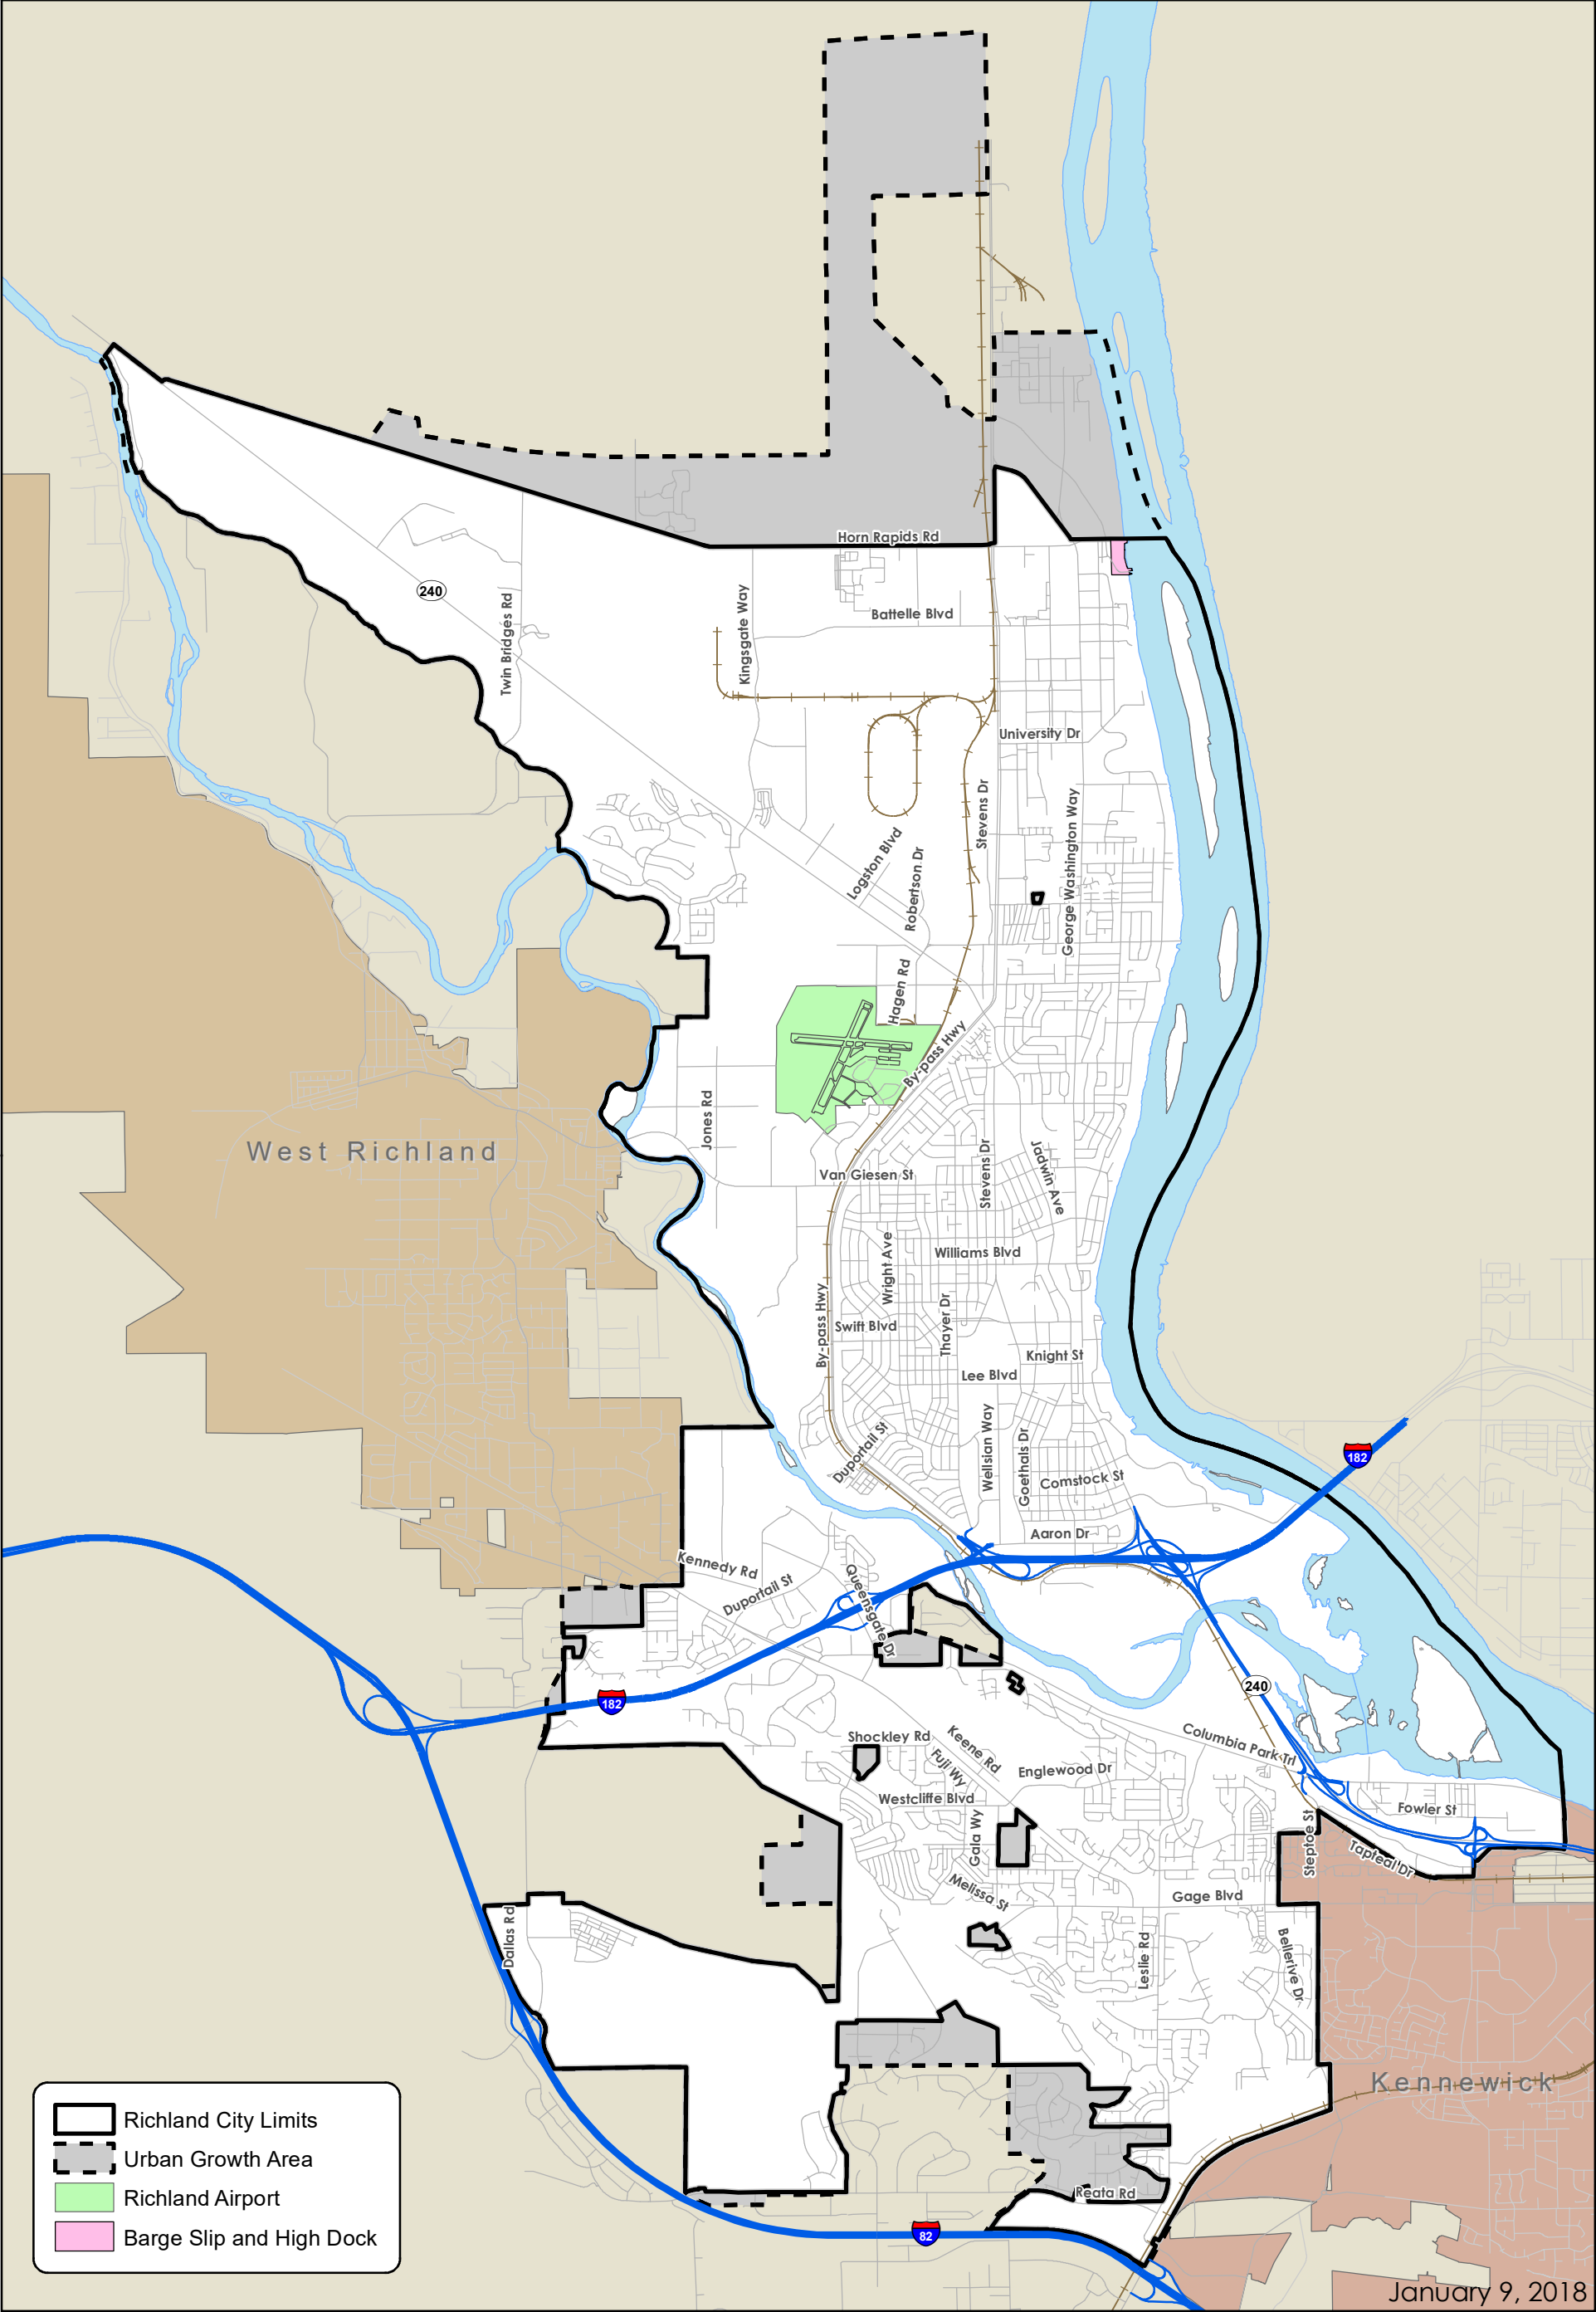 Horn Rapids Rd
240
Twin Bridges Rd
Kingsgate Way
Battelle Blvd
University Dr
Stevens Dr
George Washington Way
Logston Blvd
Robertson Dr
Hagen Rd
By-pass Hwy
Jones Rd
West Richland
Van Giesen St
Stevens Dr
Jadwin Ave
Williams Blvd
Wright Ave
By-pass Hwy
Swift Blvd
Thayer Dr
Knight St
Lee Blvd
Duportail St
Wellsian Way
Goethals Dr
Comstock St
182
Aaron Dr
Kennedy Rd
Duportail St
Queensgate Dr
182
240
Columbia Park Trl
Shockley Rd
Keene Rd
Fuji Wy
Englewood Dr
Westcliffe Blvd
Gala Wy
Fowler St
Steptoe St
Tapteal Dr
Melissa St
Gage Blvd
Dallas Rd
Leslie Rd
Bellerive Dr
Kennewick
Reata Rd
82
Richland City Limits
Urban Growth Area
Richland Airport
Barge Slip and High Dock
January 9, 2018